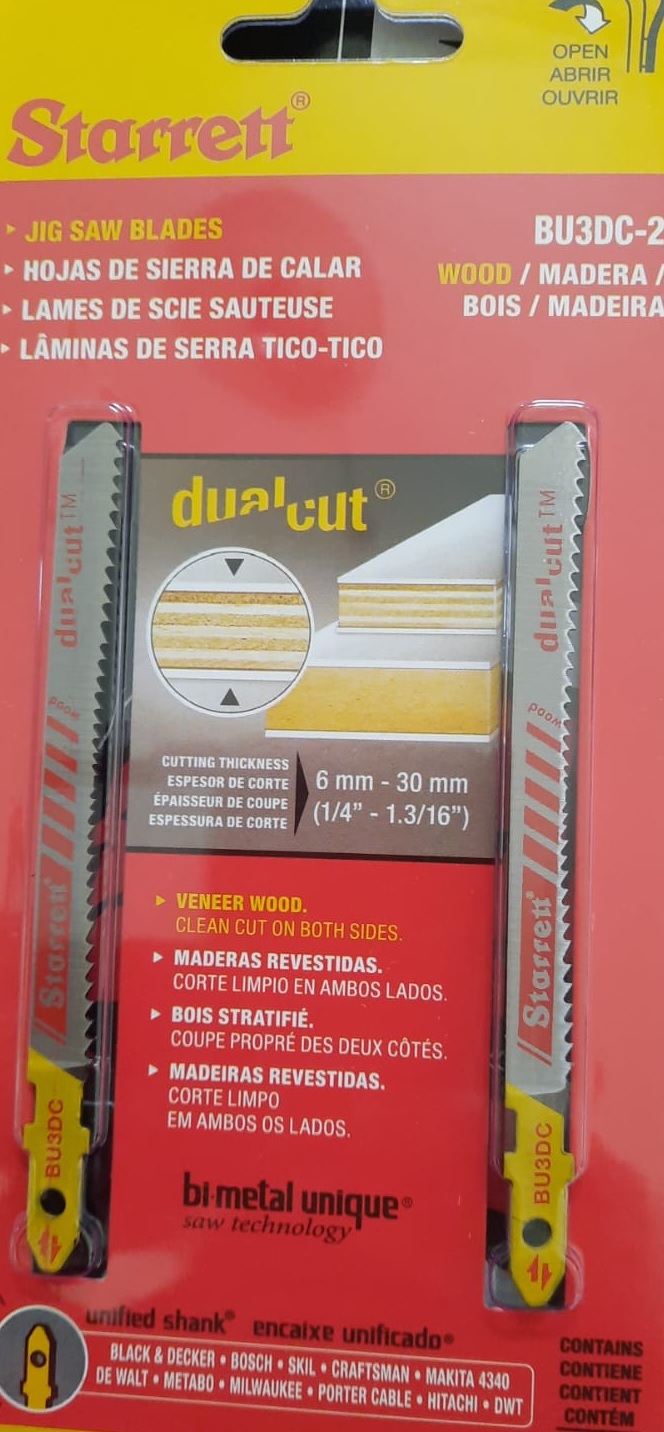 OPEN
ABRIR
OUVRIR
Starrett®
JIG SAW BLADES
HOJAS DE SIERRA DE CALAR
LAMES DE SCIE SAUTEUSE
LÂMINAS DE SERRA TICO-TICO
BU3DC-2
WOOD / MADERA /
BOIS / MADEIRA
dualcut®
CUTTING THICKNESS
ESPESOR DE CORTE
ÉPAISSEUR DE COUPE
ESPESSURA DE CORTE
6 mm - 30 mm
(1/4” - 1.3/16”)
dualcut™
wood
Starrett
BU3DC
dualcut™
wood
Starrett®
BU3DC
VENEER WOOD.
CLEAN CUT ON BOTH SIDES.
MADERAS REVESTIDAS.
CORTE LIMPIO EN AMBOS LADOS.
BOIS STRATIFIÉ.
COUPE PROPRÉ DES DEUX CÔTÉS.
MADEIRAS REVESTIDAS.
CORTE LIMPO
EM AMBOS OS LADOS.
bi·metal unique®
saw technology
unified shank® encaixe unificado®
BLACK & DECKER • BOSCH • SKIL • CRAFTSMAN • MAKITA 4340
DE WALT • METABO • MILWAUKEE • PORTER CABLE • HITACHI • DWT
CONTAINS
CONTIENE
CONTIENT
CONTÉM